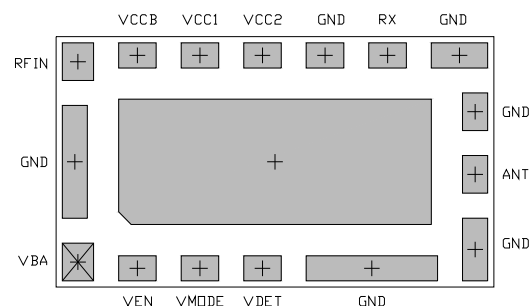 VCCB VCC1 VCC2 GND RX GND
RFIN
GND
GND
ANT
GND
VBA
VEN VMODE VDET GND